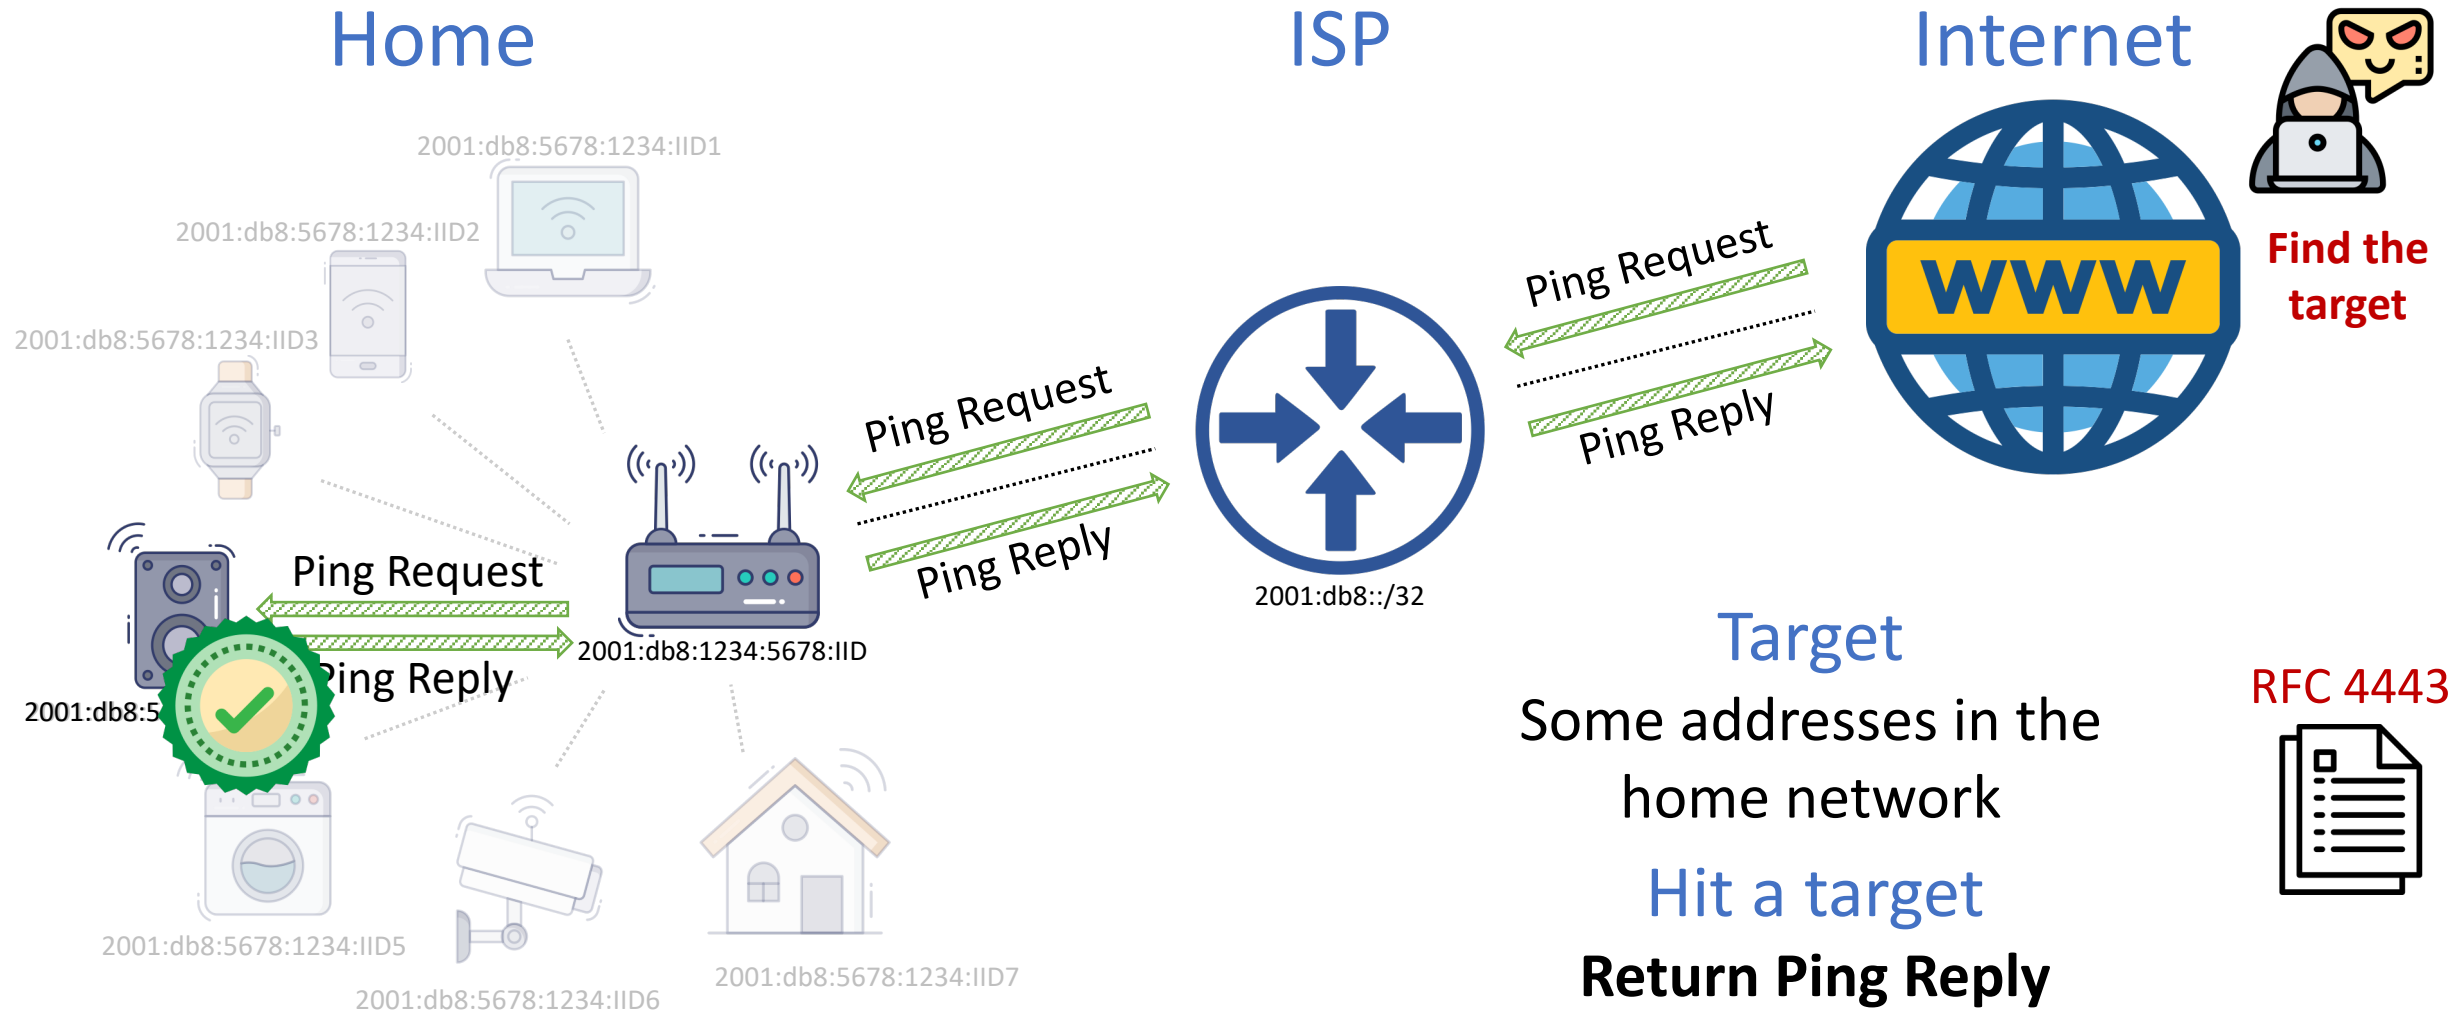 Home
ISP
Internet
2001:db8:5678:1234:IID1
2001:db8:5678:1234:IID2
2001:db8:5678:1234:IID3
Ping Request
Ping Reply
2001:db8:5
2001:db8:1234:5678:IID
2001:db8:5678:1234:IID5
2001:db8:5678:1234:IID6
2001:db8:5678:1234:IID7
Ping Request
Ping Reply
2001:db8::/32
Ping Request
Ping Reply
WWW
Find the
target
Target
Some addresses in the
home network
Hit a target
Return Ping Reply
RFC 4443